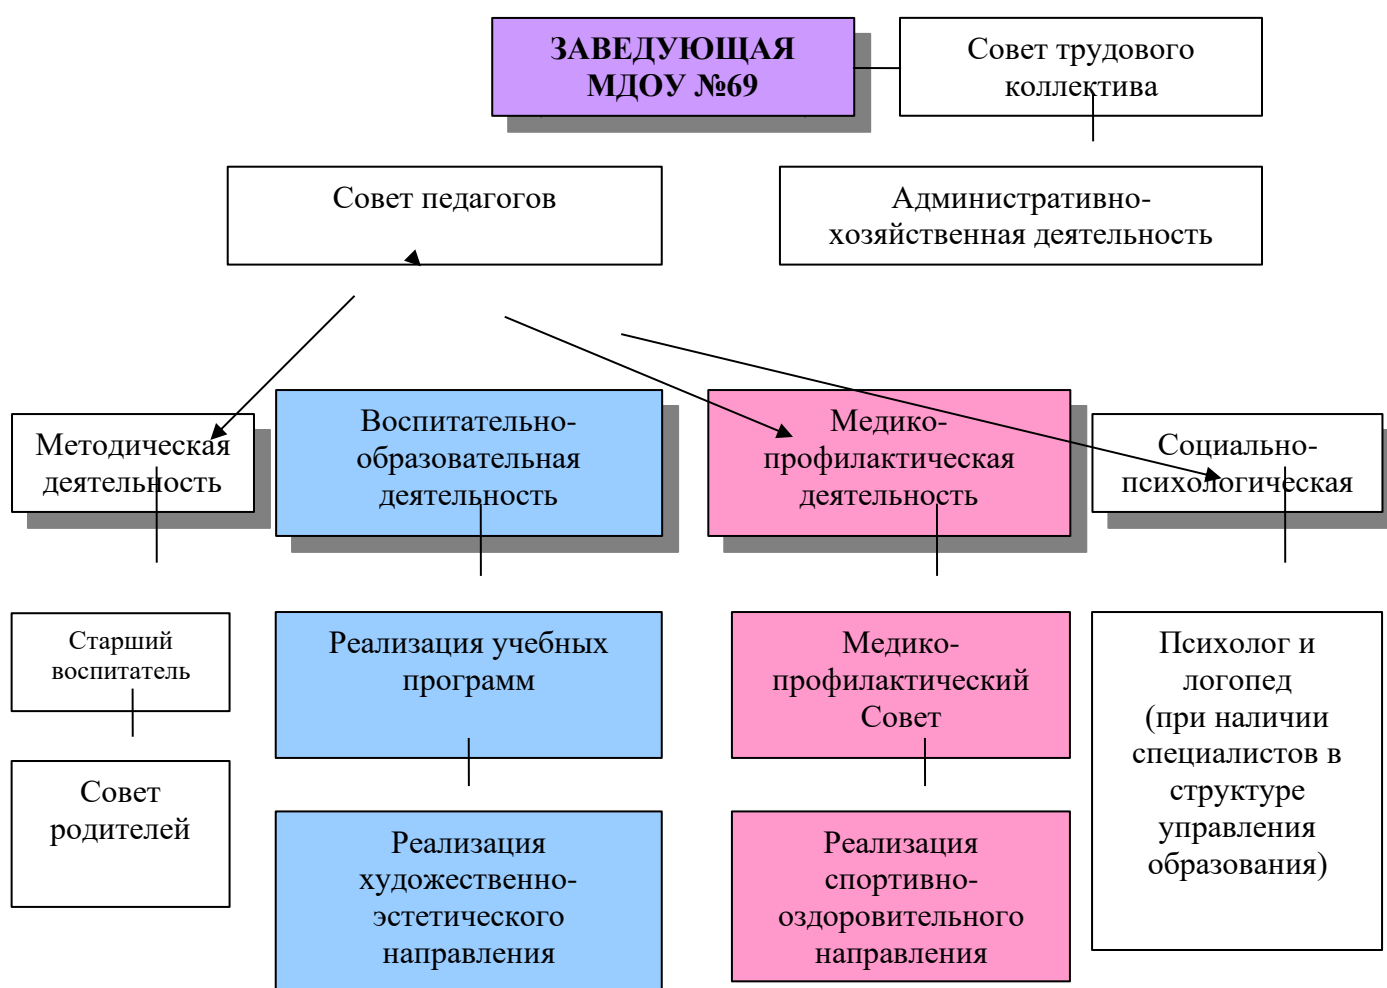 ЗАВЕДУЮЩАЯ
МДОУ №69
Совет трудового
коллектива
Совет педагогов
Административно-
хозяйственная деятельность
Методическая
деятельность
Воспитательно-
образовательная
деятельность
Медико-
профилактическая
деятельность
Социально-
психологическая
Старший
воспитатель
Реализация учебных
программ
Медико-
профилактический
Совет
Психолог и
логопед
(при наличии
специалистов в
структуре
управления
образования)
Совет
родителей
Реализация
художественно-
эстетического
направления
Реализация
спортивно-
оздоровительного
направления